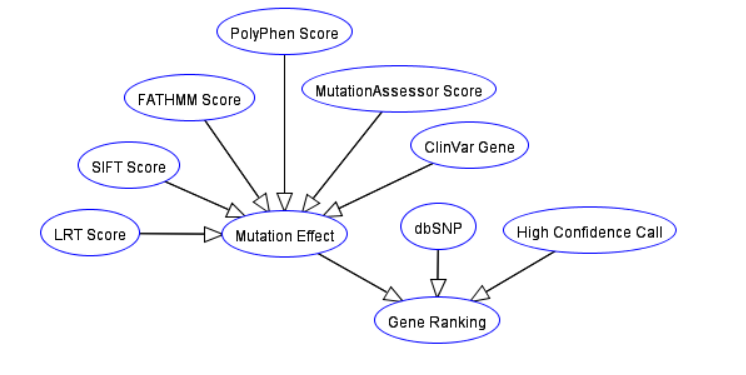 PolyPhen Score
MutationAssessor Score
FATHMM Score
ClinVar Gene
SIFT Score
LRT Score
Mutation Effect
dbSNP
High Confidence Call
Gene Ranking